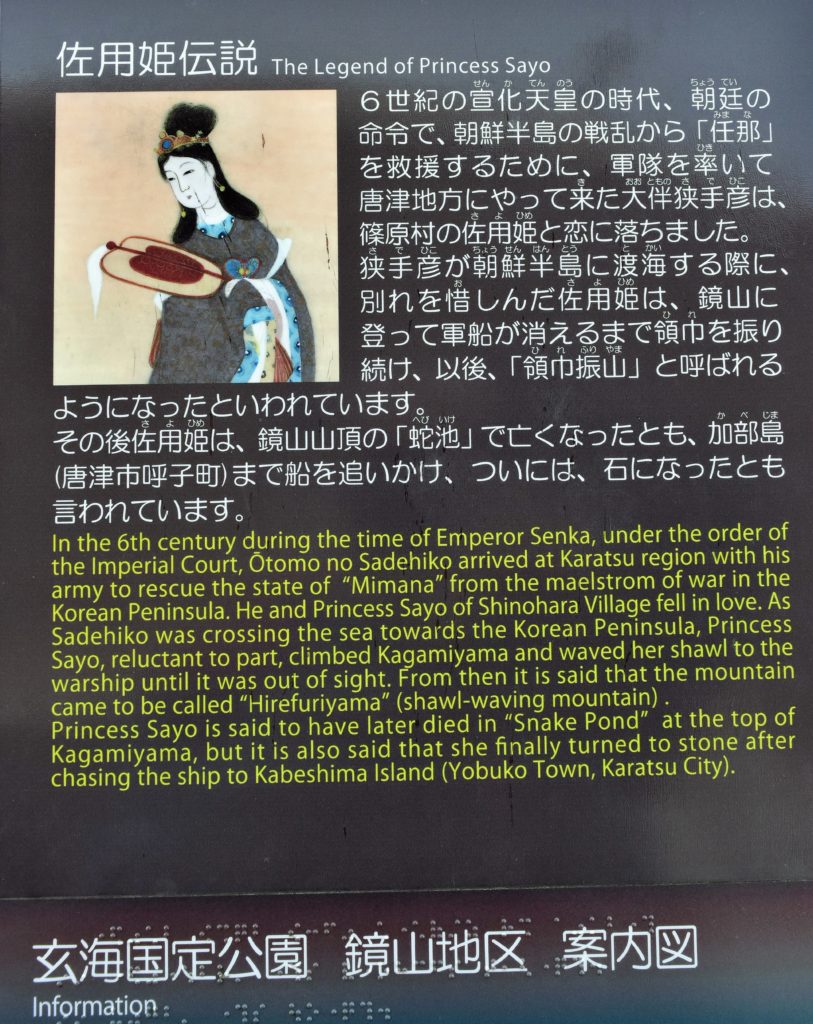 佐用姫伝説 The Legend of Princess Sayo
6世紀の宣化天皇の時代、朝廷の
命令で、朝鮮半島の戦乱から「任那」
を救援するために、軍隊を率いて
唐津地方にやって来た大伴狭手彦は、
篠原村の佐用姫と恋に落ちました。
狭手彦が朝鮮半島に渡海する際に、
別れを惜しんだ佐用姫は、鏡山に
登って軍船が消えるまで領巾を振り
続け、以後、「領巾振山」と呼ばれる
ようになったといわれています。
その後佐用姫は、鏡山山頂の「蛇池」で亡くなったとも、加部島
(唐津市呼子町)まで船を追いかけ、ついには、石になったとも
言われています。
In the 6th century during the time of Emperor Senka, under the order of
the Imperial Court, Ōtomo no Sadehiko arrived at Karatsu region with his
army to rescue the state of “Mimana” from the maelstrom of war in the
Korean Peninsula. He and Princess Sayo of Shinohara Village fell in love. As
Sadehiko was crossing the sea towards the Korean Peninsula, Princess
Sayo, reluctant to part, climbed Kagamiyama and waved her shawl to the
warship until it was out of sight. From then it is said that the mountain
came to be called “Hirefuriyama” (shawl-waving mountain) .
Princess Sayo is said to have later died in “Snake Pond” at the top of
Kagamiyama, but it is also said that she finally turned to stone after
chasing the ship to Kabeshima Island (Yobuko Town, Karatsu City).
玄海国定公園 鏡山地区 案内図
Information